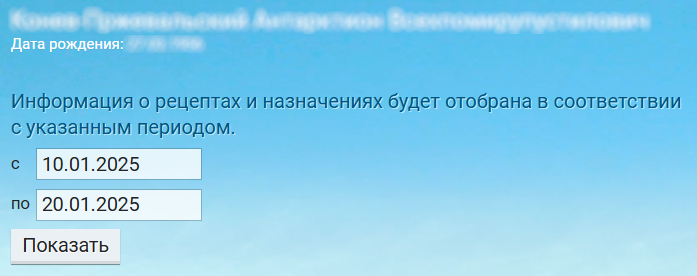 Дата рождения:
Информация о рецептах и назначениях будет отобрана в соответствии
с указанным периодом.
с 10.01.2025
по 20.01.2025
Показать